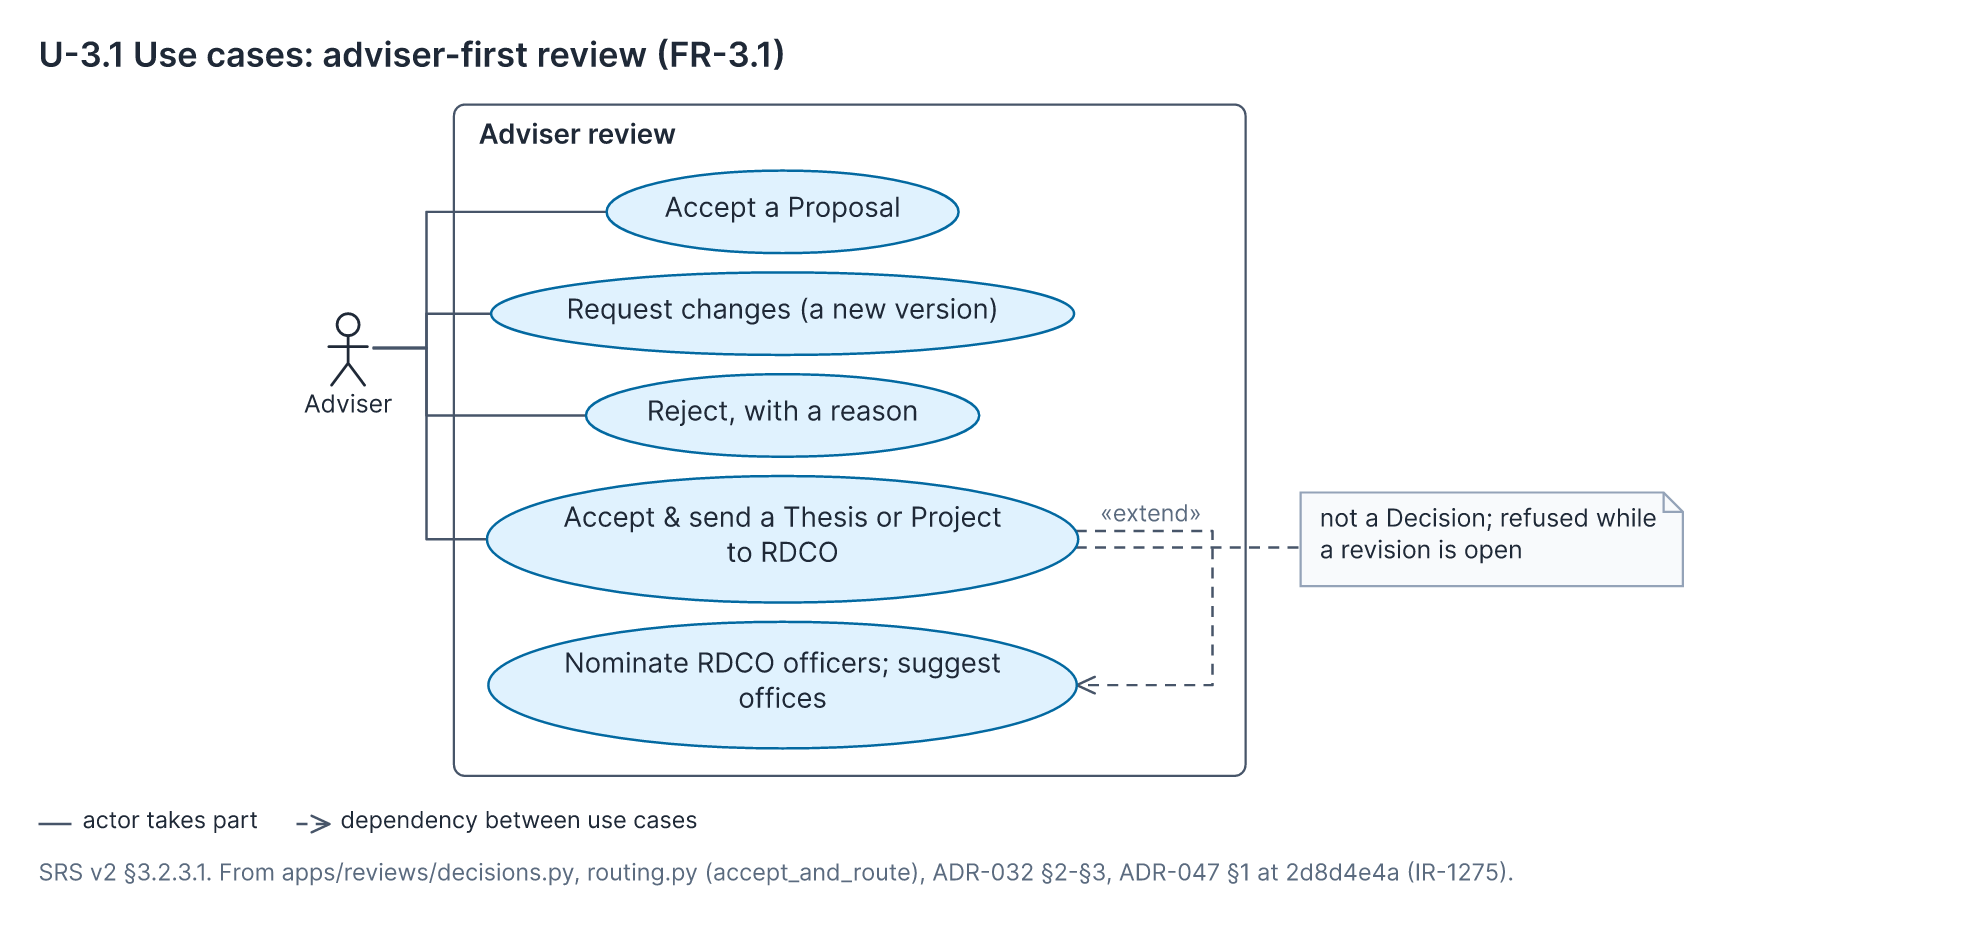 U-3.1 Use cases: adviser-first review (FR-3.1)
Adviser review
Accept a Proposal
Request changes (a new version)
Adviser
Reject, with a reason
Accept & send a Thesis or Project
to RDCO
«extend»
not a Decision; refused while
a revision is open
Nominate RDCO officers; suggest
offices
actor takes part
dependency between use cases
SRS v2 §3.2.3.1. From apps/reviews/decisions.py, routing.py (accept_and_route), ADR-032 §2-§3, ADR-047 §1 at 2d8d4e4a (IR-1275).